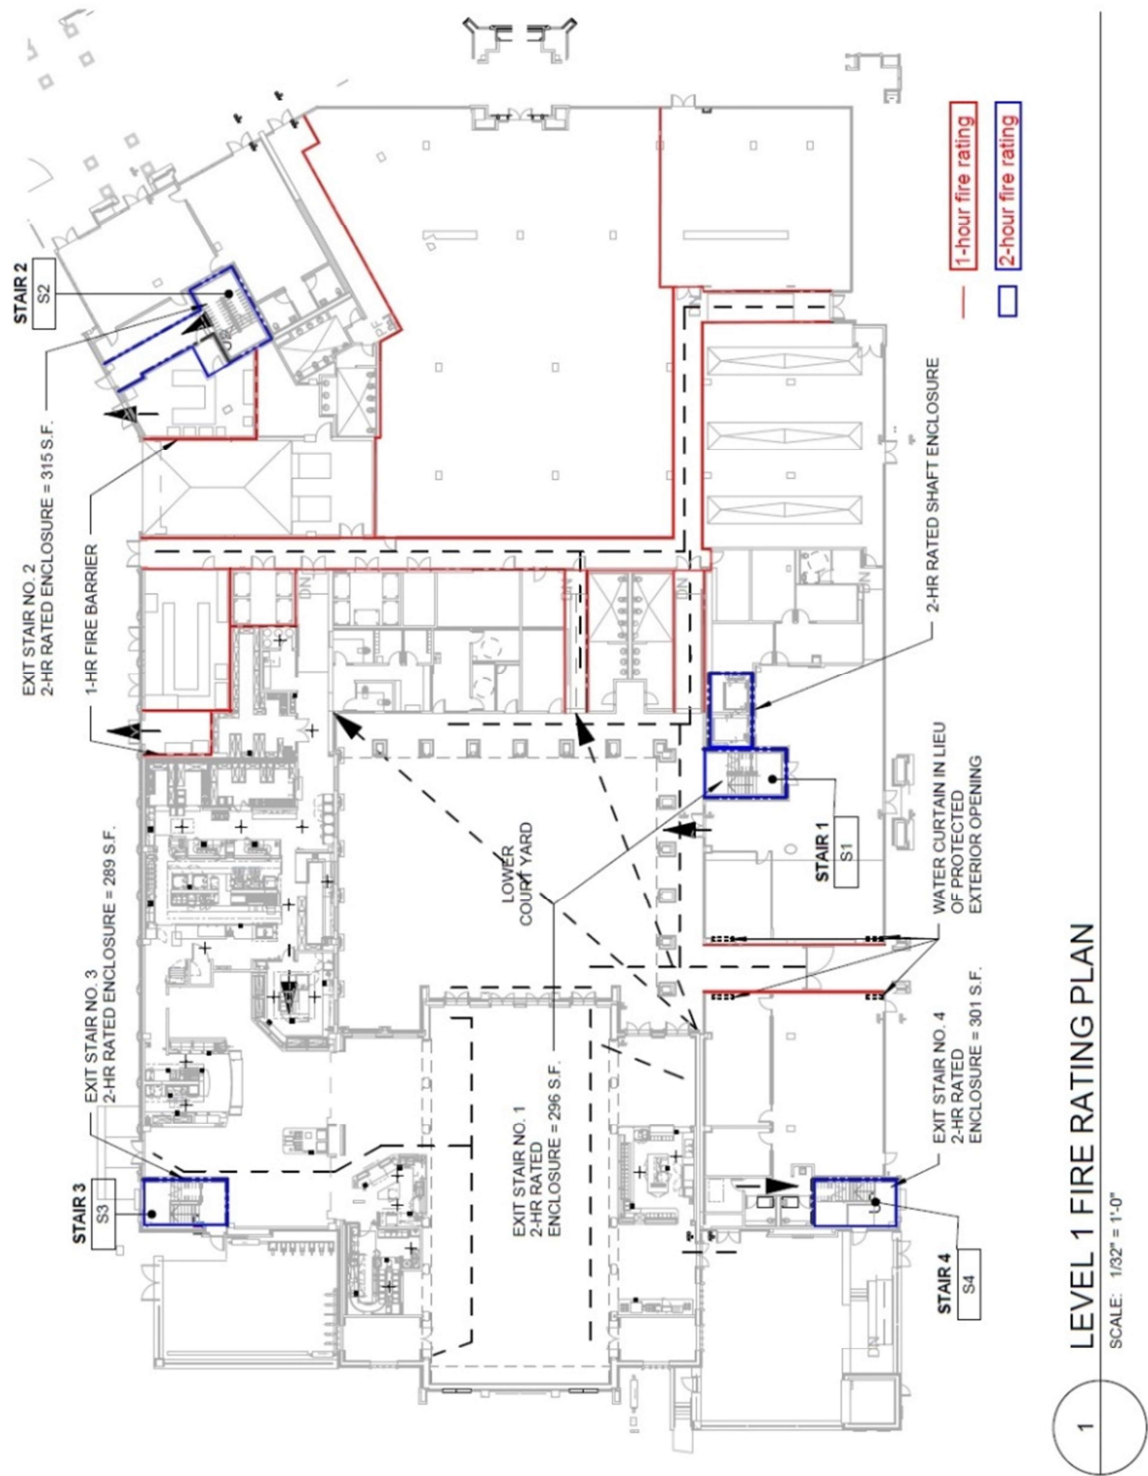 STAIR 2
S2
EXIT STAIR NO. 2
2-HR RATED ENCLOSURE = 315 S.F.
1-HR FIRE BARRIER
EXIT STAIR NO. 3
2-HR RATED ENCLOSURE = 289 S.F.
STAIR 3
S3
DN
DN
DN
DN
DN
DN
LOWER
COURT YARD
EXIT STAIR NO. 1
2-HR RATED
ENCLOSURE = 296 S.F.
STAIR 1
S1
2-HR RATED SHAFT ENCLOSURE
WATER CURTAIN IN LIEU
OF PROTECTED
EXTERIOR OPENING
EXIT STAIR NO. 4
2-HR RATED
ENCLOSURE = 301 S.F.
STAIR 4
S4
1-hour fire rating
2-hour fire rating
1
LEVEL 1 FIRE RATING PLAN
SCALE: 1/32" = 1'-0"